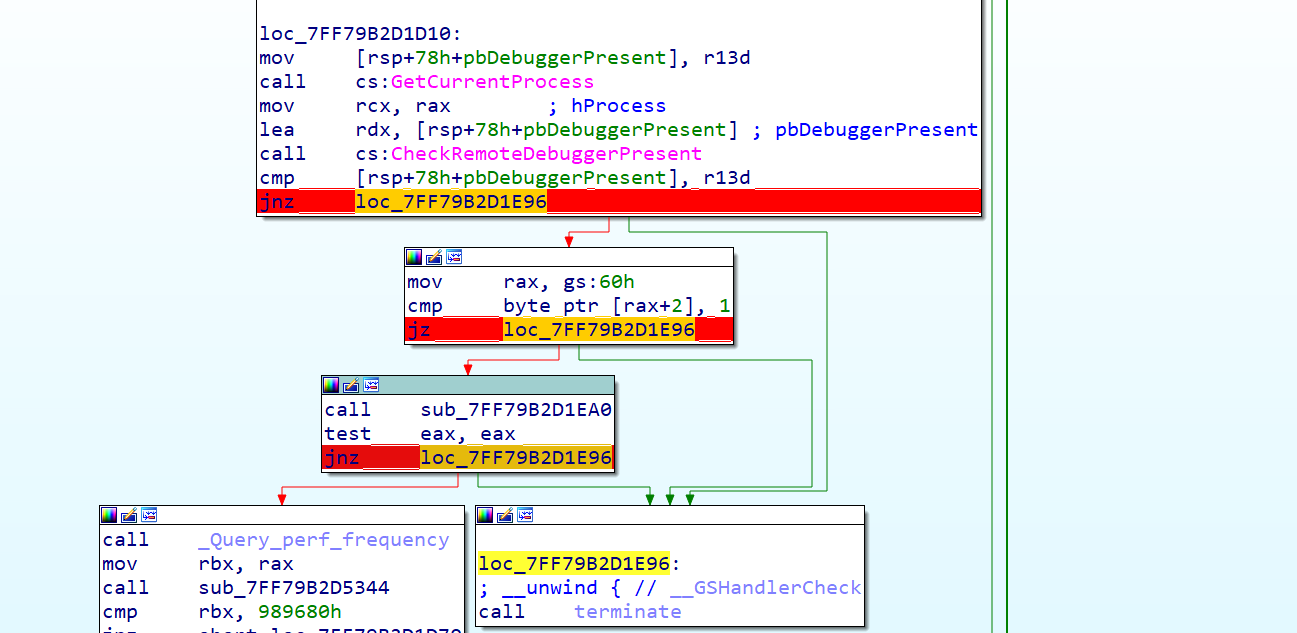 loc_7FF79B2D1D10:
mov [rsp+78h+pbDebuggerPresent], r13d
call cs:GetCurrentProcess
mov rcx, rax ; hProcess
lea rdx, [rsp+78h+pbDebuggerPresent] ; pbDebuggerPresent
call cs:CheckRemoteDebuggerPresent
cmp [rsp+78h+pbDebuggerPresent], r13d
jnz loc_7FF79B2D1E96
mov rax, gs:60h
cmp byte ptr [rax+2], 1
jz loc_7FF79B2D1E96
call sub_7FF79B2D1EA0
test eax, eax
jnz loc_7FF79B2D1E96
call _Query_perf_frequency
mov rbx, rax
call sub_7FF79B2D5344
cmp rbx, 989680h
loc_7FF79B2D1E96:
; __unwind { // __GSHandlerCheck
call terminate